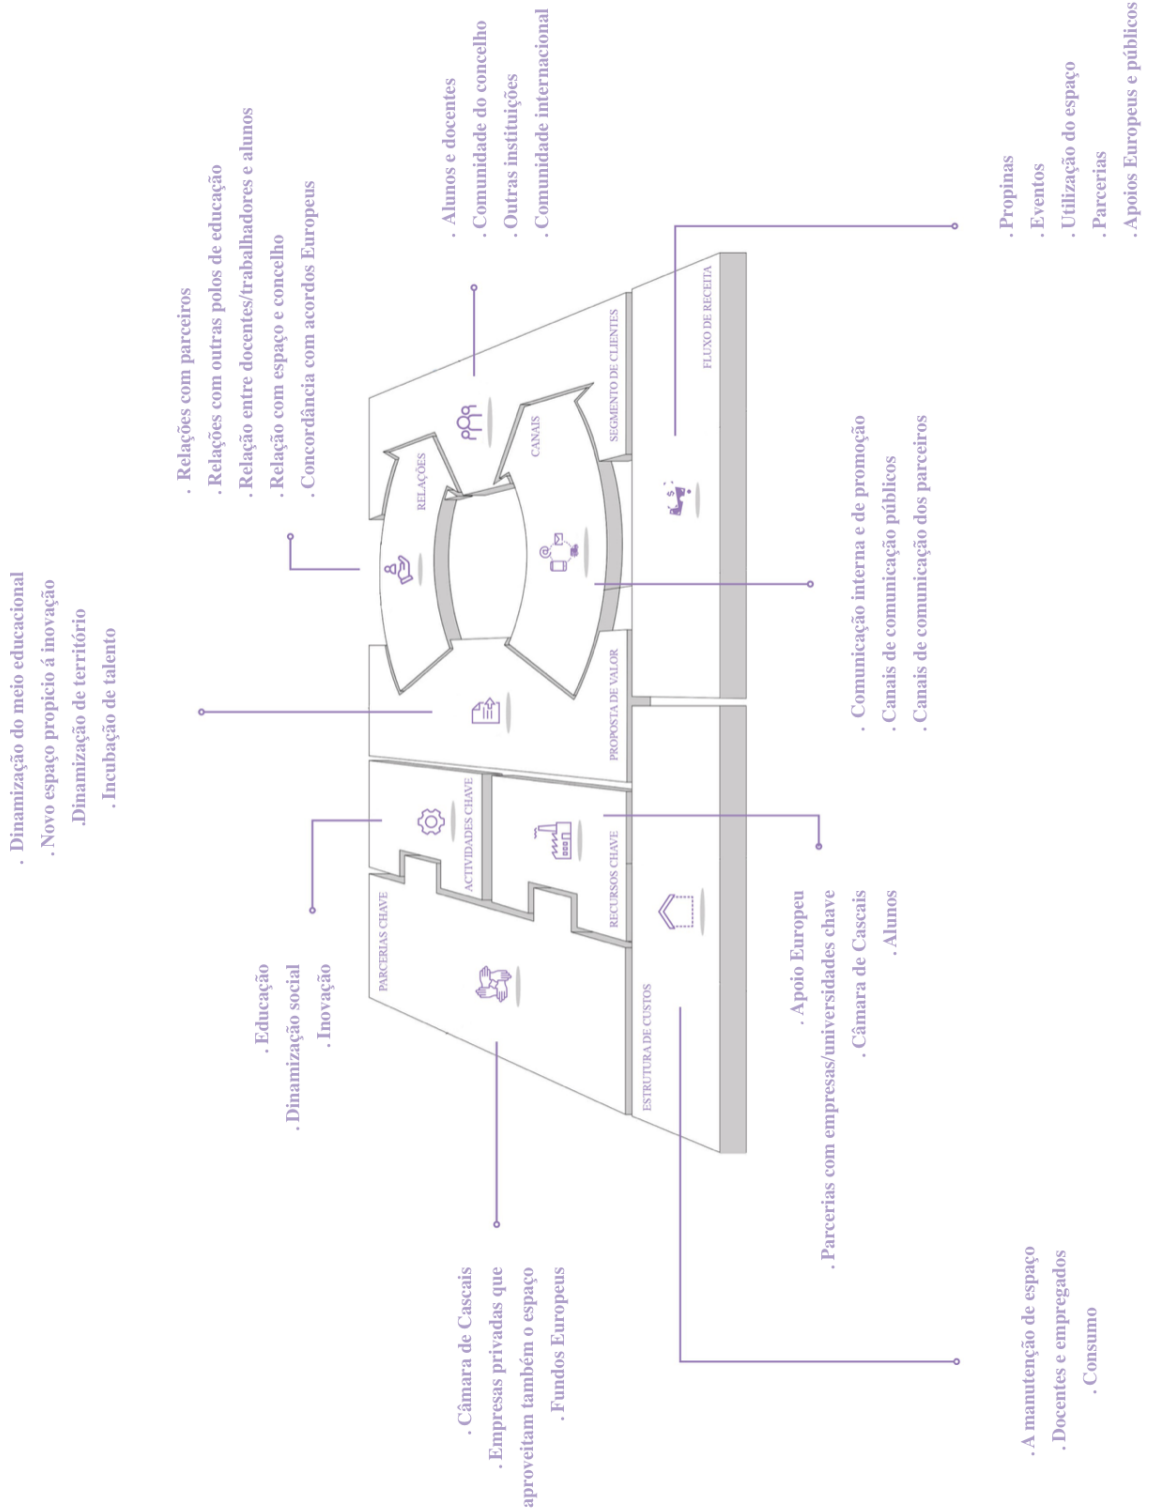 . Dinamização do meio educacional
. Novo espaço propicio á inovação
.Dinamização de território
. Incubação de talento
. Relações com parceiros
. Relações com outras polos de educação
. Relação entre docentes/trabalhadores e alunos
. Relação com espaço e concelho
. Concordância com acordos Europeus
. Educação
. Dinamização social
. Inovação
. Alunos e docentes
. Comunidade do concelho
. Outras instituições
. Comunidade internacional
. Câmara de Cascais
. Empresas privadas que
aproveitam também o espaço
. Fundos Europeus
PARCERIAS CHAVE
ACTIVIDADES CHAVE
RECURSOS CHAVE
PROPOSTA DE VALOR
RELAÇÕES
CANAIS
SEGMENTO DE CLIENTES
ESTRUTURA DE CUSTOS
FLUXO DE RECEITA
. Apoio Europeu
. Parcerias com empresas/universidades chave
. Câmara de Cascais
. Alunos
. Comunicação interna e de promoção
. Canais de comunicação públicos
. Canais de comunicação dos parceiros
. A manutenção de espaço
. Docentes e empregados
. Consumo
. Propinas
. Eventos
. Utilização do espaço
. Parcerias
. Apoios Europeus e públicos